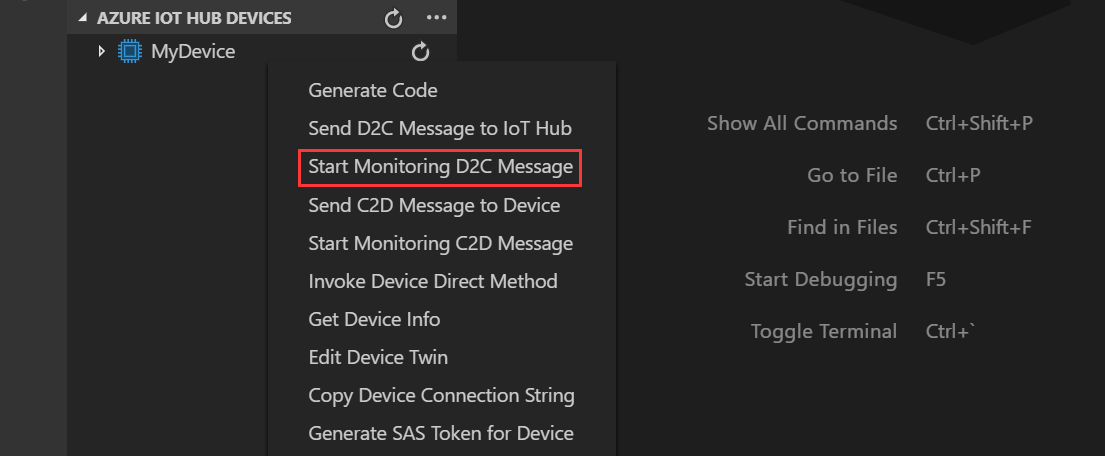 AZURE IOT HUB DEVICES
MyDevice
Generate Code
Send D2C Message to IoT Hub
Start Monitoring D2C Message
Send C2D Message to Device
Start Monitoring C2D Message
Invoke Device Direct Method
Get Device Info
Edit Device Twin
Copy Device Connection String
Generate SAS Token for Device
Show All Commands Ctrl+Shift+P
Go to File Ctrl+P
Find in Files Ctrl+Shift+F
Start Debugging F5
Toggle Terminal Ctrl+`